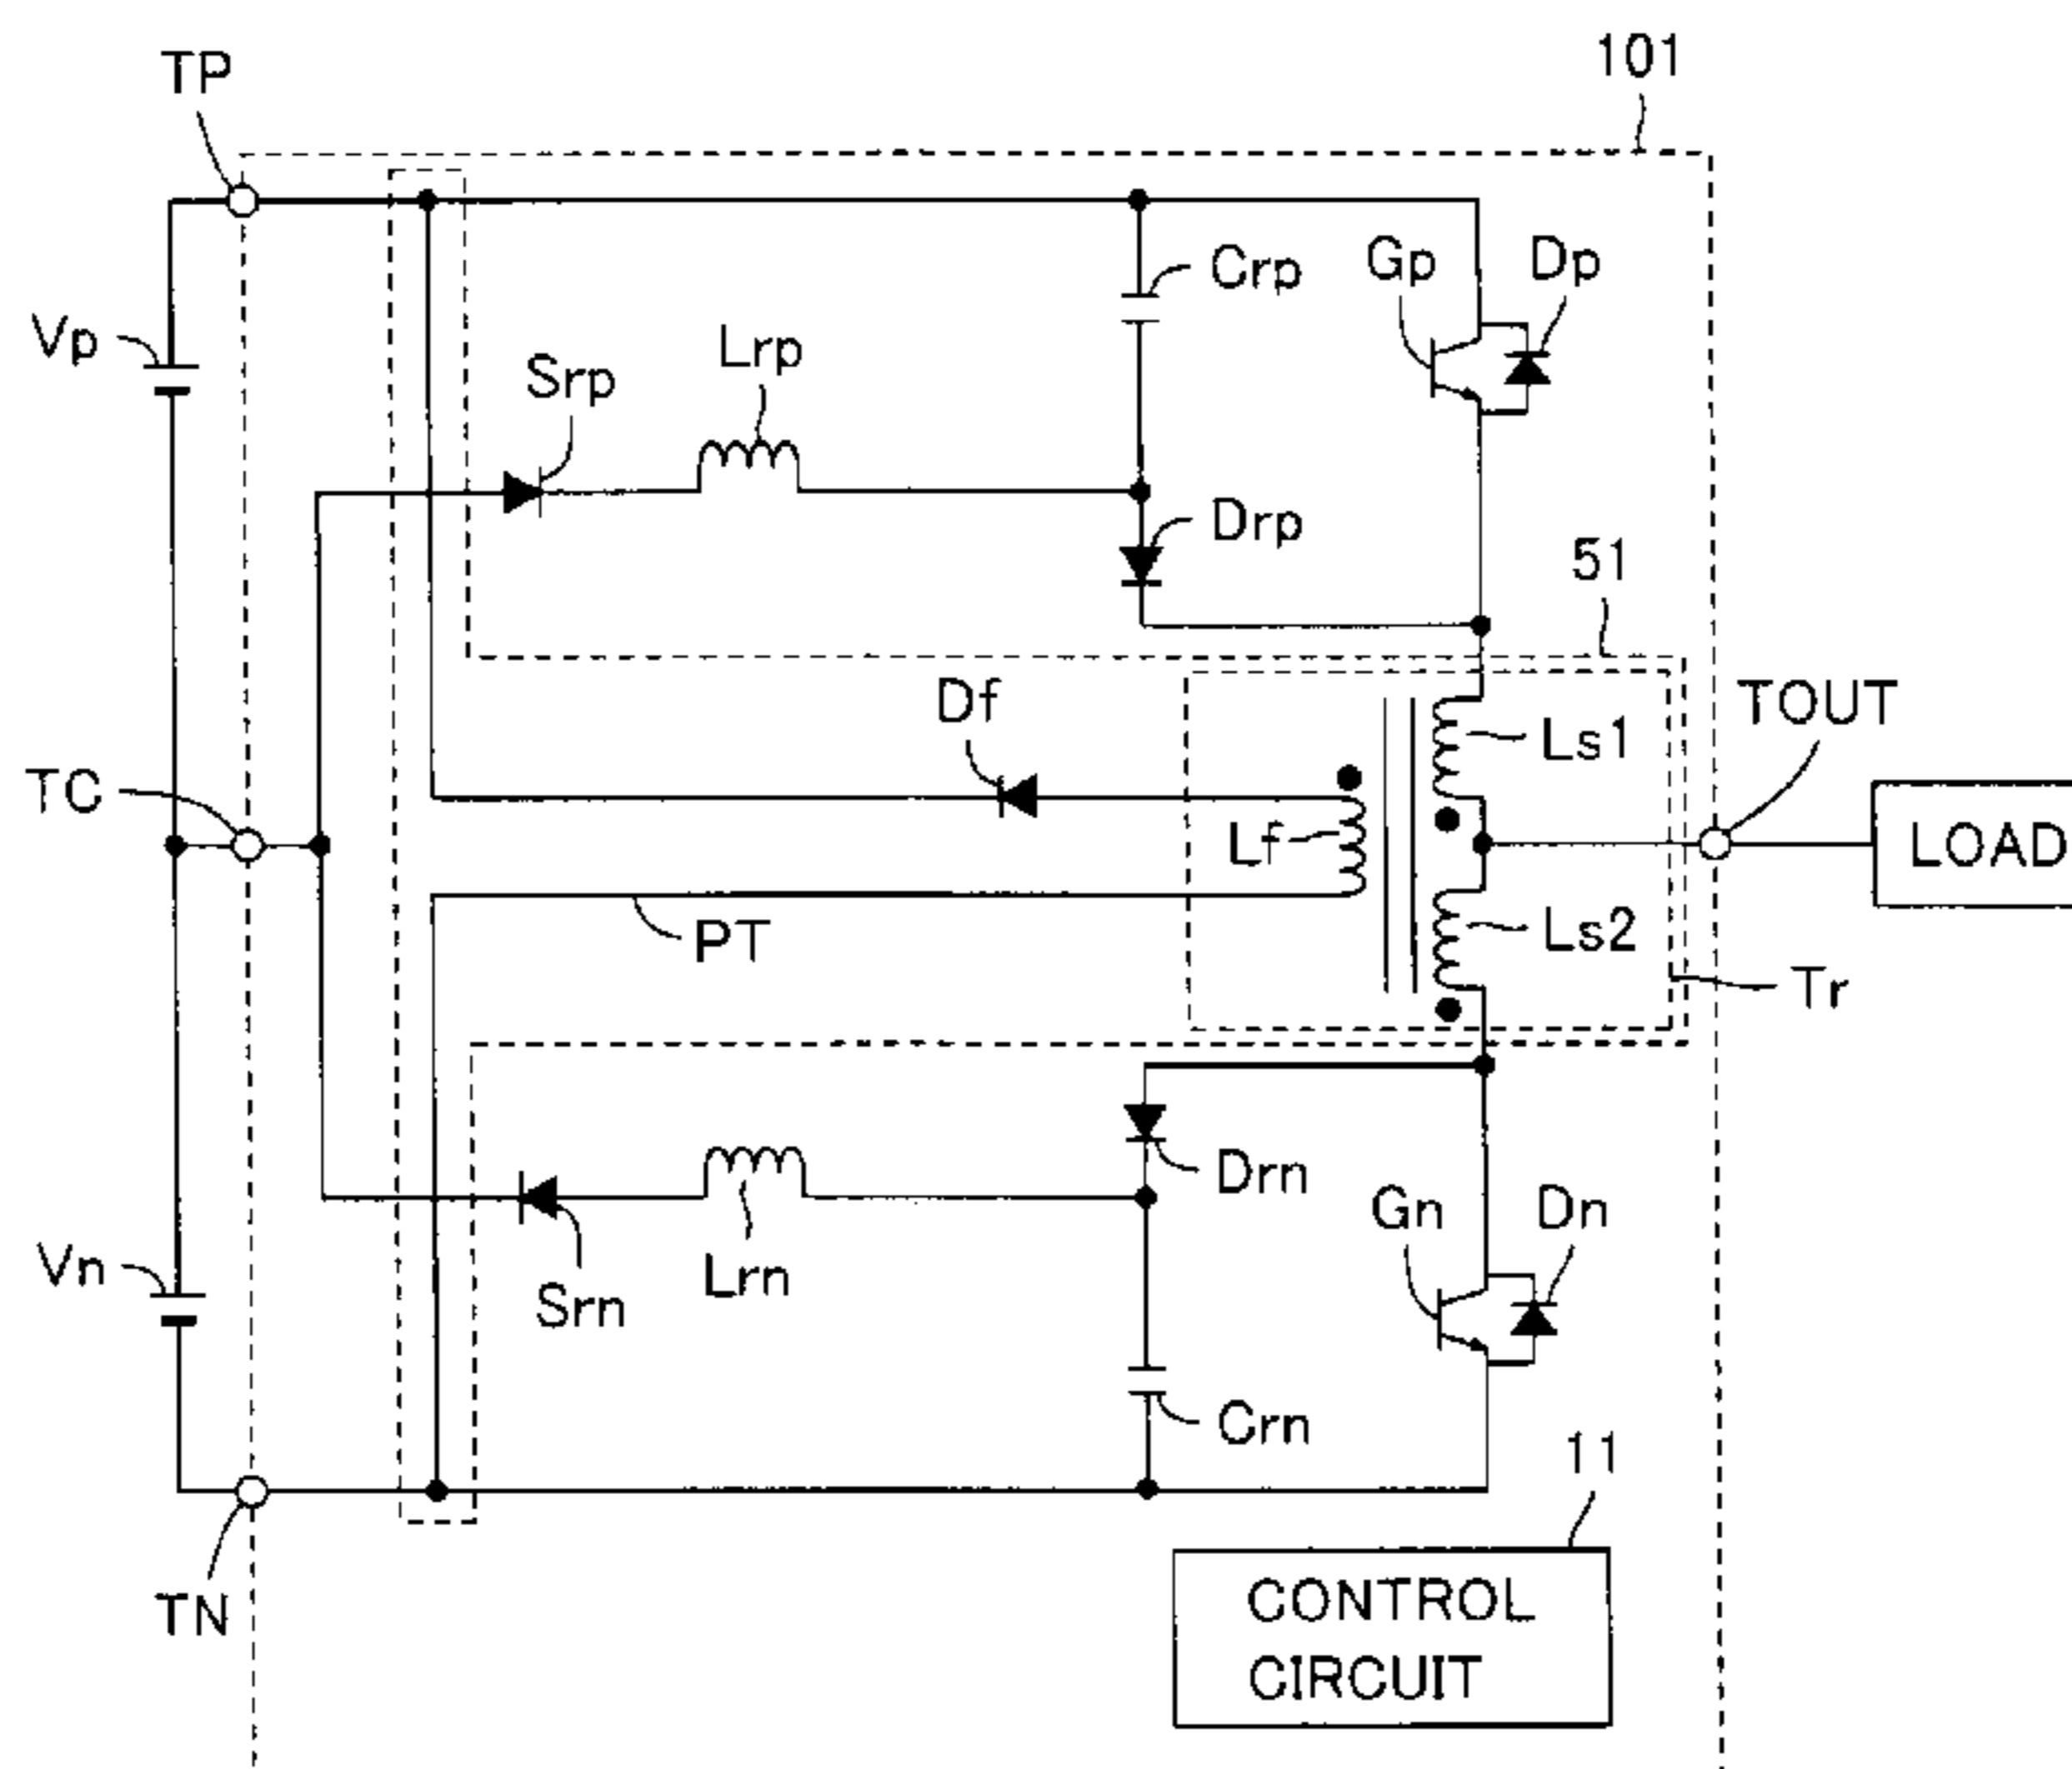 101
TP
Gp
Dp
Crp
Vp
Lrp
Srp
Drp
51
Df
TOUT
Ls1
TC
Lf
LOAD
PT
Ls2
Tr
Drn
Gn
Dn
Vn
Lrn
Srn
Crn
11
TN
CONTROL
CIRCUIT